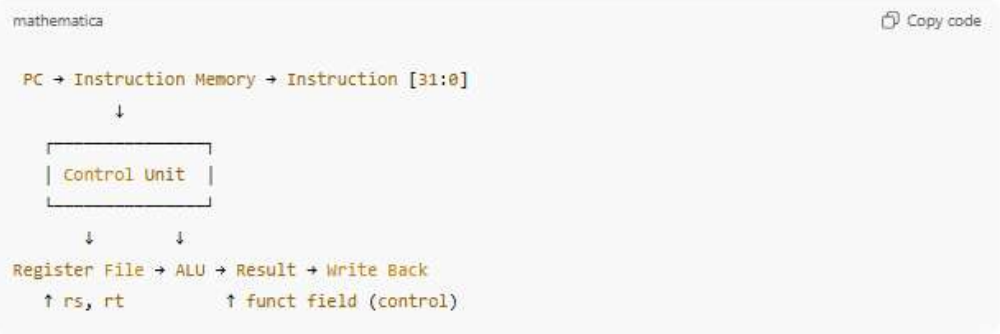 mathematica
Copy code
PC → Instruction Memory → Instruction [31:0]
↓
┌───────────────┐
│ Control Unit │
└───────────────┘
↓ ↓
Register File → ALU → Result → Write Back
↑ rs, rt ↑ funct field (control)